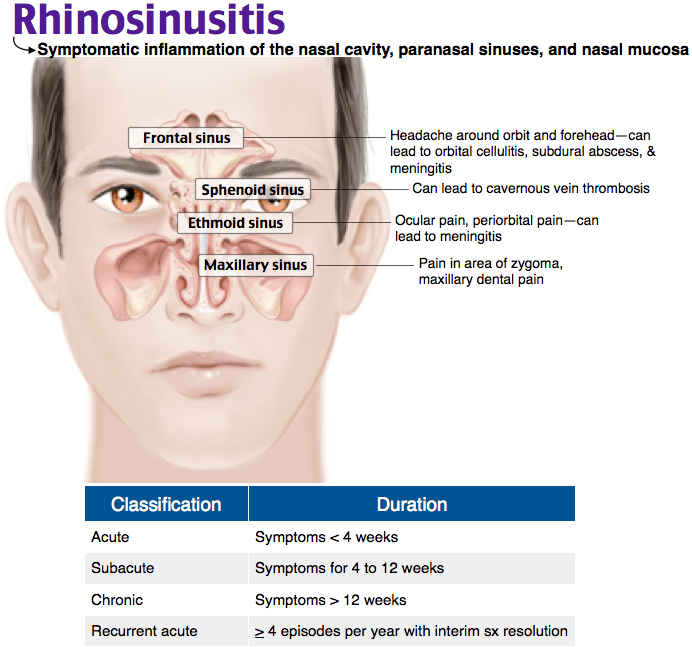 Rhinosinusitis
Symptomatic inflammation of the nasal cavity, paranasal sinuses, and nasal mucosa
Frontal sinus
Headache around orbit and forehead—can
lead to orbital cellulitis, subdural abscess, &
meningitis
Sphenoid sinus
Can lead to cavernous vein thrombosis
Ethmoid sinus
Ocular pain, periorbital pain—can
lead to meningitis
Maxillary sinus
Pain in area of zygoma,
maxillary dental pain
Classification Duration
Acute Symptoms < 4 weeks
Subacute Symptoms for 4 to 12 weeks
Chronic Symptoms > 12 weeks
Recurrent acute ≥ 4 episodes per year with interim sx resolution